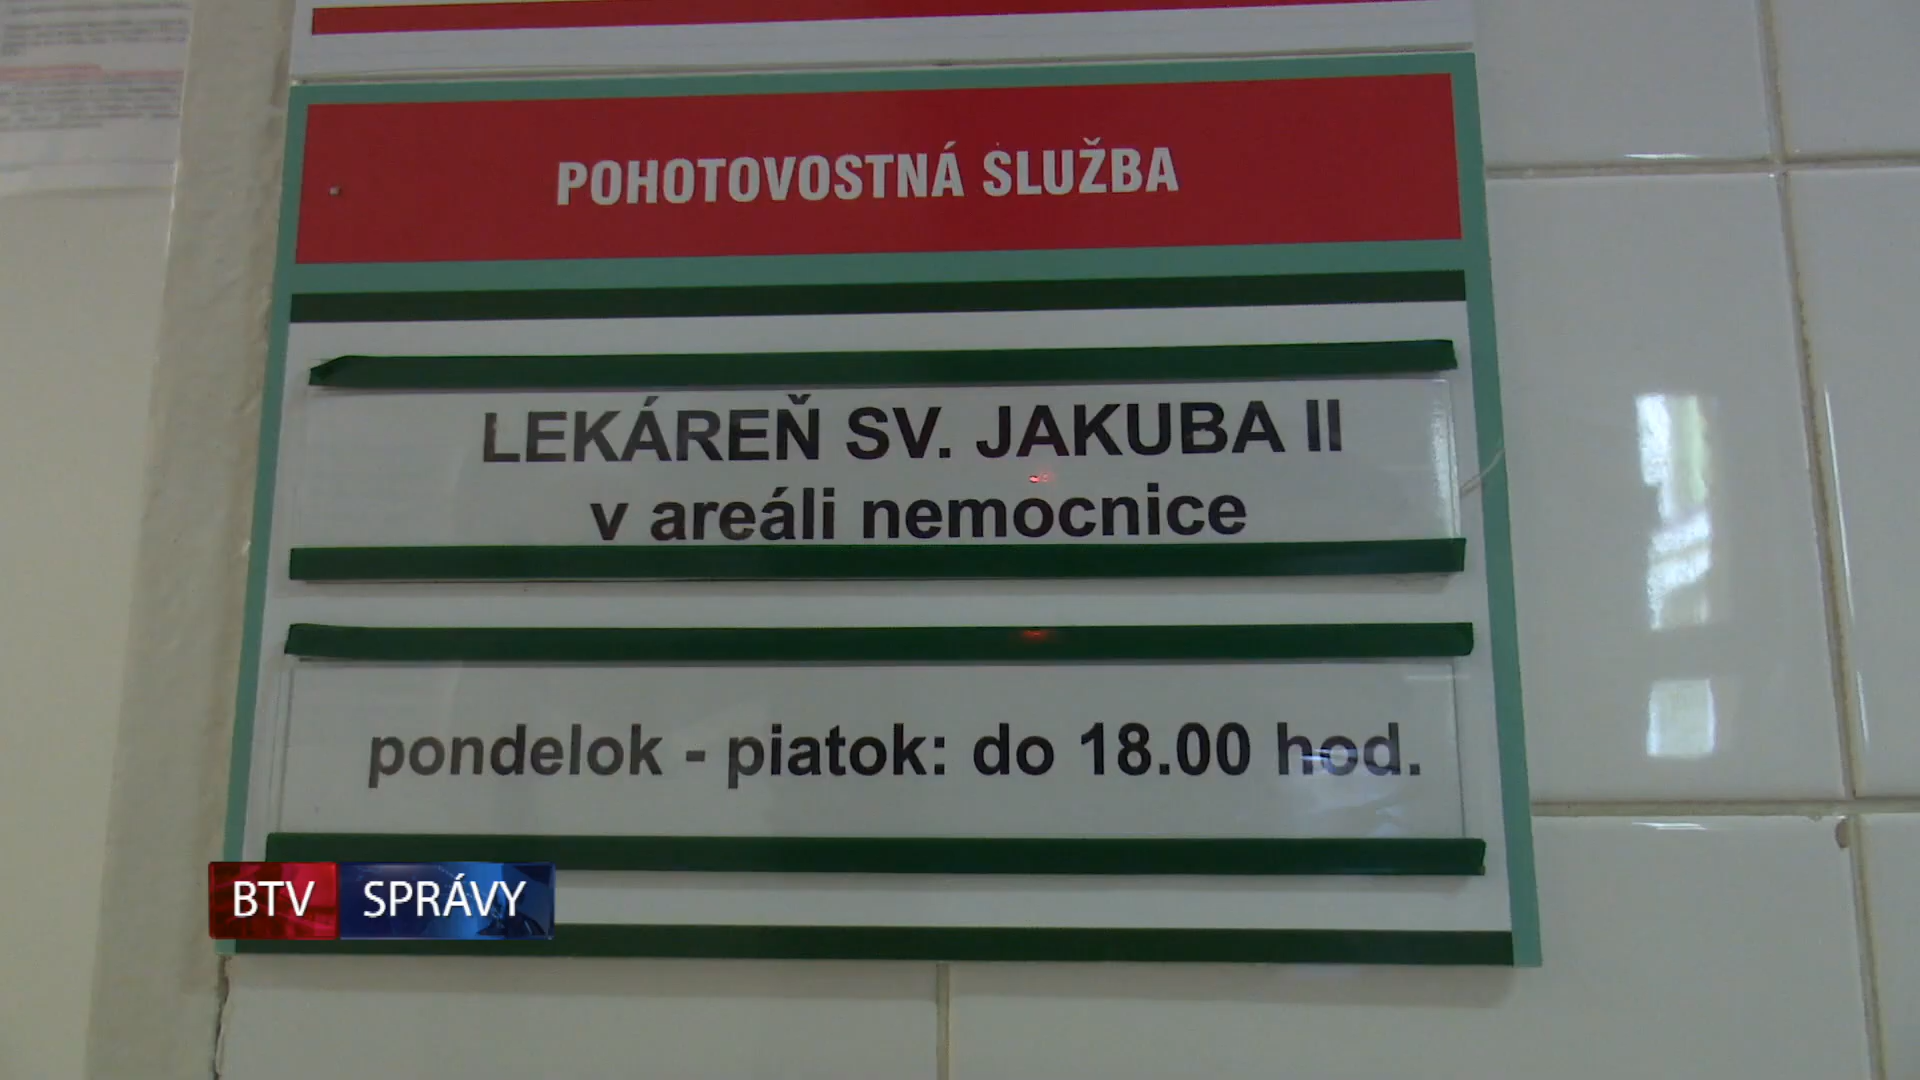 POHOTOVOSTNÁ SLUŽBA
LEKÁREŇ SV. JAKUBA II
v areáli nemocnice
pondelok - piatok: do 18.00 hod.
BTV SPRÁVY